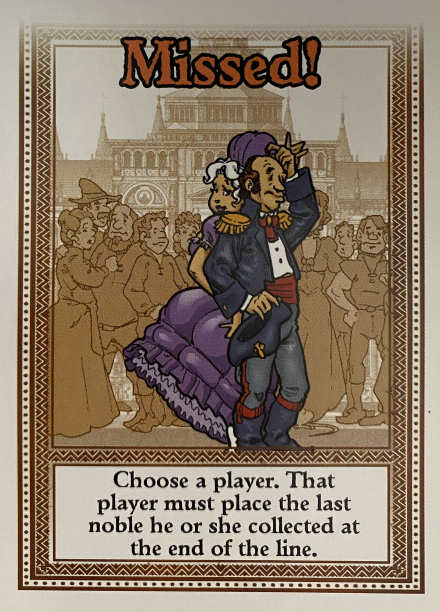 Missed!
Choose a player. That
player must place the last
noble he or she collected at
the end of the line.